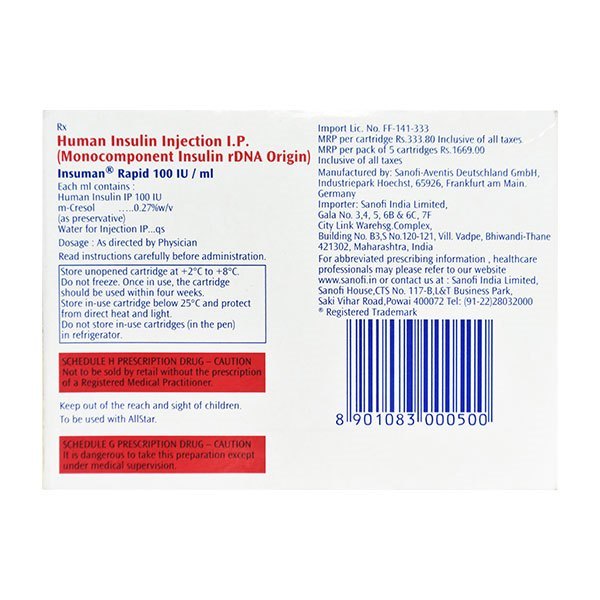 Rx
Human Insulin Injection I.P.
(Monocomponent Insulin rDNA Origin)
Insuman® Rapid 100 IU / ml
Each ml contains :
Human Insulin IP 100 IU
m-Cresol .....0.27%w/v
(as preservative)
Water for Injection IP...qs
Dosage : As directed by Physician
Read instructions carefully before administration.
Store unopened cartridge at +2°C to +8°C.
Do not freeze. Once in use, the cartridge
should be used within four weeks.
Store in-use cartridge below 25°C and protect
from direct heat and light.
Do not store in-use cartridges (in the pen)
in refrigerator.
SCHEDULE H PRESCRIPTION DRUG – CAUTION
Not to be sold by retail without the prescription
of a Registered Medical Practitioner.
Keep out of the reach and sight of children.
To be used with AllStar.
SCHEDULE G PRESCRIPTION DRUG – CAUTION
It is dangerous to take this preparation except
under medical supervision.
Import Lic. No. FF-141-333
MRP per cartridge Rs.333.80 Inclusive of all taxes
MRP per pack of 5 cartridges Rs.1669.00
Inclusive of all taxes
Manufactured by: Sanofi-Aventis Deutschland GmbH,
Industriepark Hoechst, 65926, Frankfurt am Main.
Germany
Importer: Sanofi India Limited,
Gala No. 3,4, 5, 6B & 6C, 7F
City Link Warehsg.Complex,
Building No. B3,S No.120-121, Vill. Vadpe, Bhiwandi-Thane
421302, Maharashtra, India
For abbreviated prescribing information , healthcare
professionals may please refer to our website
www.sanofi.in or contact us at : Sanofi India Limited,
Sanofi House,CTS No. 117-B,L&T Business Park,
Saki Vihar Road,Powai 400072 Tel: (91-22)28032000
® Registered Trademark
8 901083 000500